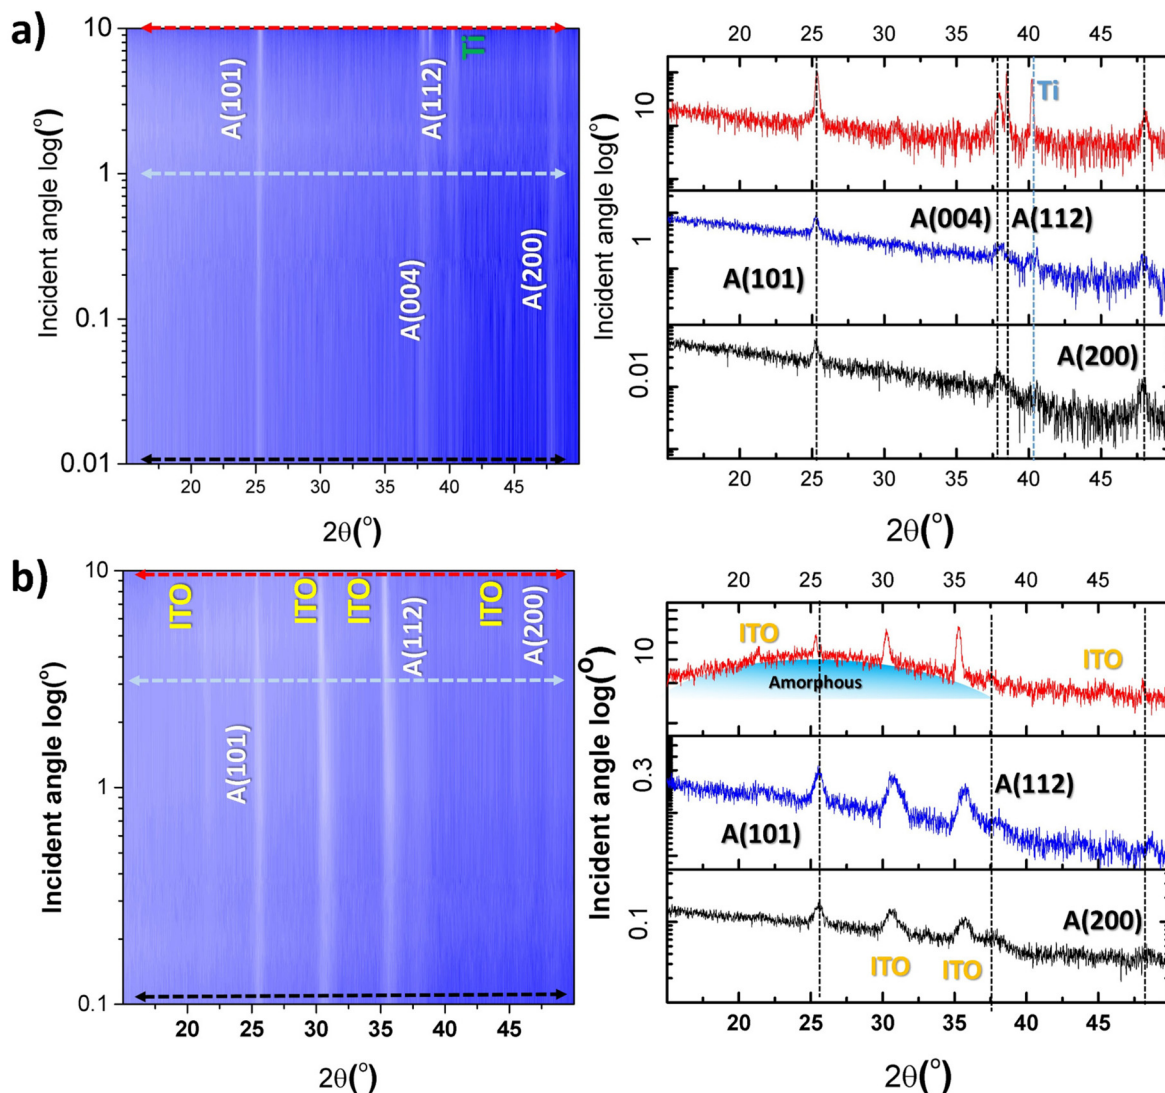 a)
10
1
0.1
0.01
Incident angle log(°)
A(101)
A(112)
Ti
A(004)
A(200)
20 25 30 35 40 45
2θ(°)
20 25 30 35 40 45
Incident angle log(°)
10
1
0.01
Ti
A(004)
A(112)
A(101)
A(200)
20 25 30 35 40 45
2θ(°)
b)
10
1
0.1
Incident angle log(°)
ITO
ITO
ITO
ITO
A(112)
A(200)
A(101)
20 25 30 35 40 45
2θ(°)
20 25 30 35 40 45
Incident angle log(°)
10
0.3
0.1
ITO
ITO
Amorphous
A(112)
A(101)
A(200)
ITO
ITO
20 25 30 35 40 45
2θ(°)